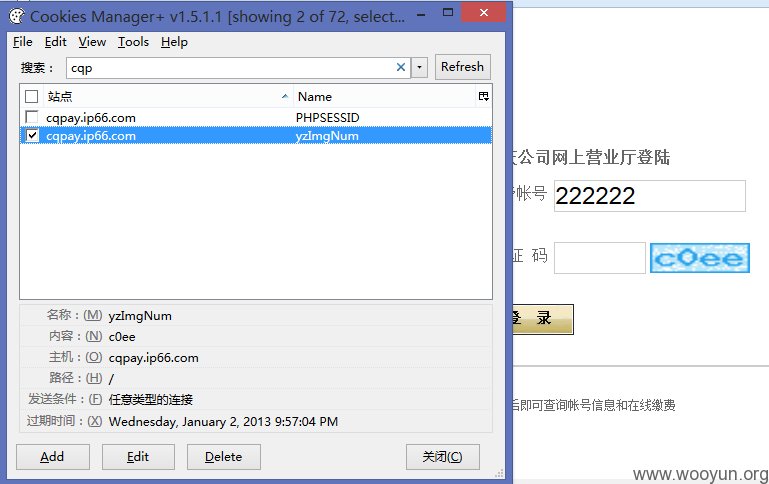 Cookies Manager+ v1.5.1.1 [showing 2 of 72, select...
File Edit View Tools Help
搜索： cqp Refresh
站点 Name
cqpay.ip66.com PHPSESSID
cqpay.ip66.com yzImgNum
名称：(M) yzImgNum
内容：(N) c0ee
主机：(O) cqpay.ip66.com
路径：(H) /
发送条件：(F) 任意类型的连接
过期时间：(X) Wednesday, January 2, 2013 9:57:04 PM
Add Edit Delete 关闭(C)
公司网上营业厅登陆
帐号 222222
证 码 c0ee
登 录
后即可查询帐号信息和在线缴费
www.wooyun.org